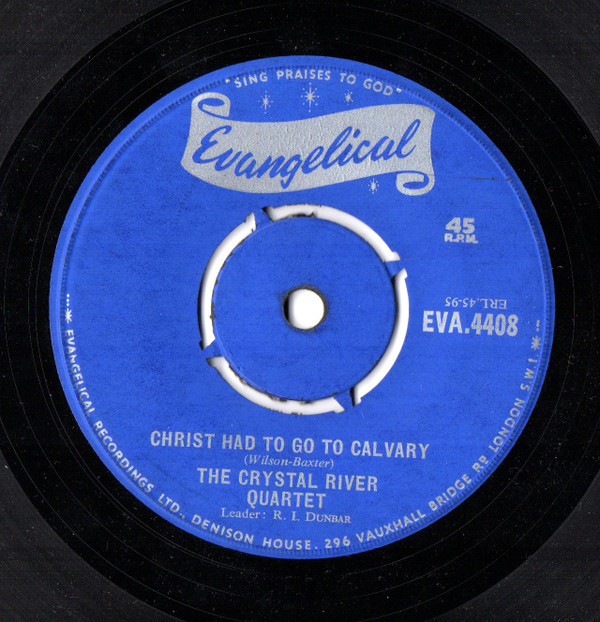 "SING PRAISES TO GOD"
Evangelical
45
R.P.M.
ERL.45-95
EVA.4408
CHRIST HAD TO GO TO CALVARY
(Wilson-Baxter)
THE CRYSTAL RIVER
QUARTET
Leader: R. I. DUNBAR
...* EVANGELICAL RECORDINGS LTD., DENISON HOUSE. 296 VAUXHALL BRIDGE RD LONDON SW1 *...